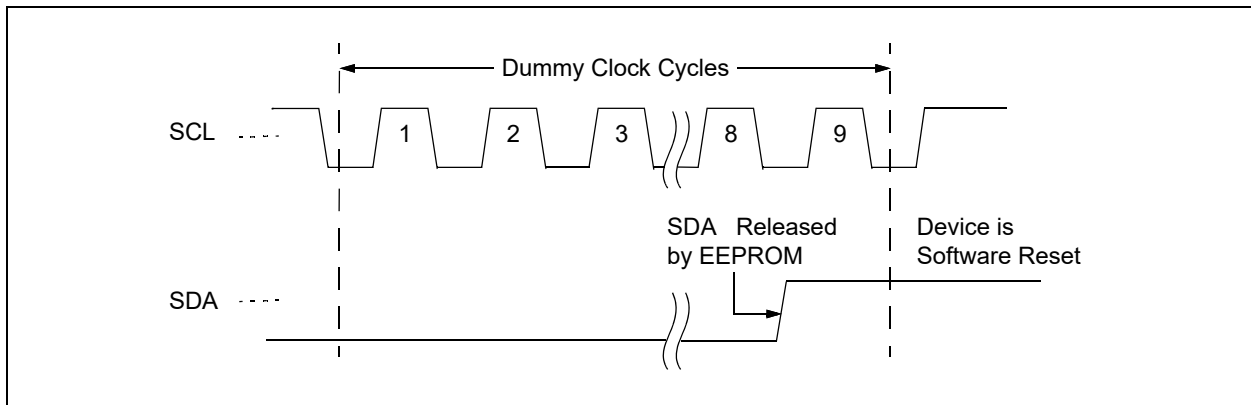 Dummy Clock Cycles
SCL
1 2 3 8 9
SDA Released
by EEPROM
Device is
Software Reset
SDA